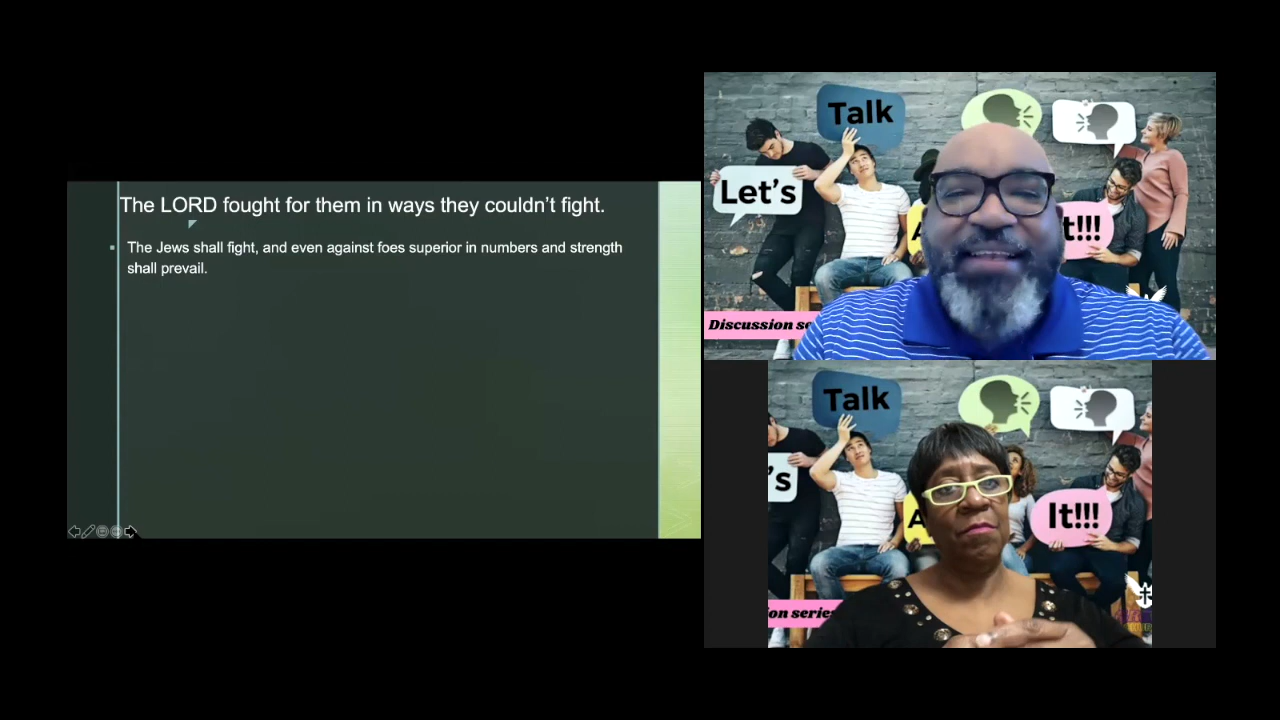 The LORD fought for them in ways they couldn't fight.
The Jews shall fight, and even against foes superior in numbers and strength
shall prevail.
Talk
Let's
A
t!!!
Discussion se
Talk
's
A
It!!!
on series